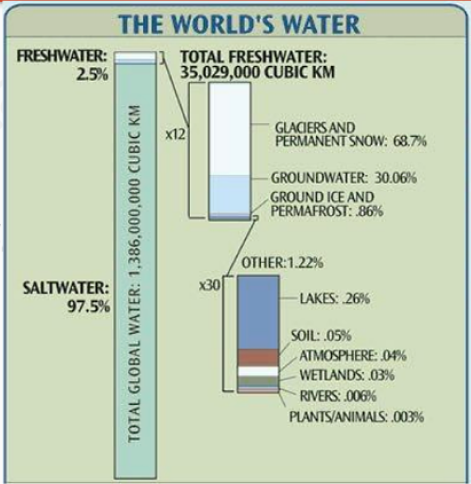 THE WORLD'S WATER
FRESHWATER:
2.5%
TOTAL FRESHWATER:
35,029,000 CUBIC KM
x12
GLACIERS AND
PERMANENT SNOW: 68.7%
GROUNDWATER: 30.06%
GROUND ICE AND
PERMAFROST: .86%
TOTAL GLOBAL WATER: 1,386,000,000 CUBIC KM
SALTWATER:
97.5%
OTHER:1.22%
x30
LAKES: .26%
SOIL: .05%
ATMOSPHERE: .04%
WETLANDS: .03%
RIVERS: .006%
PLANTS/ANIMALS: .003%